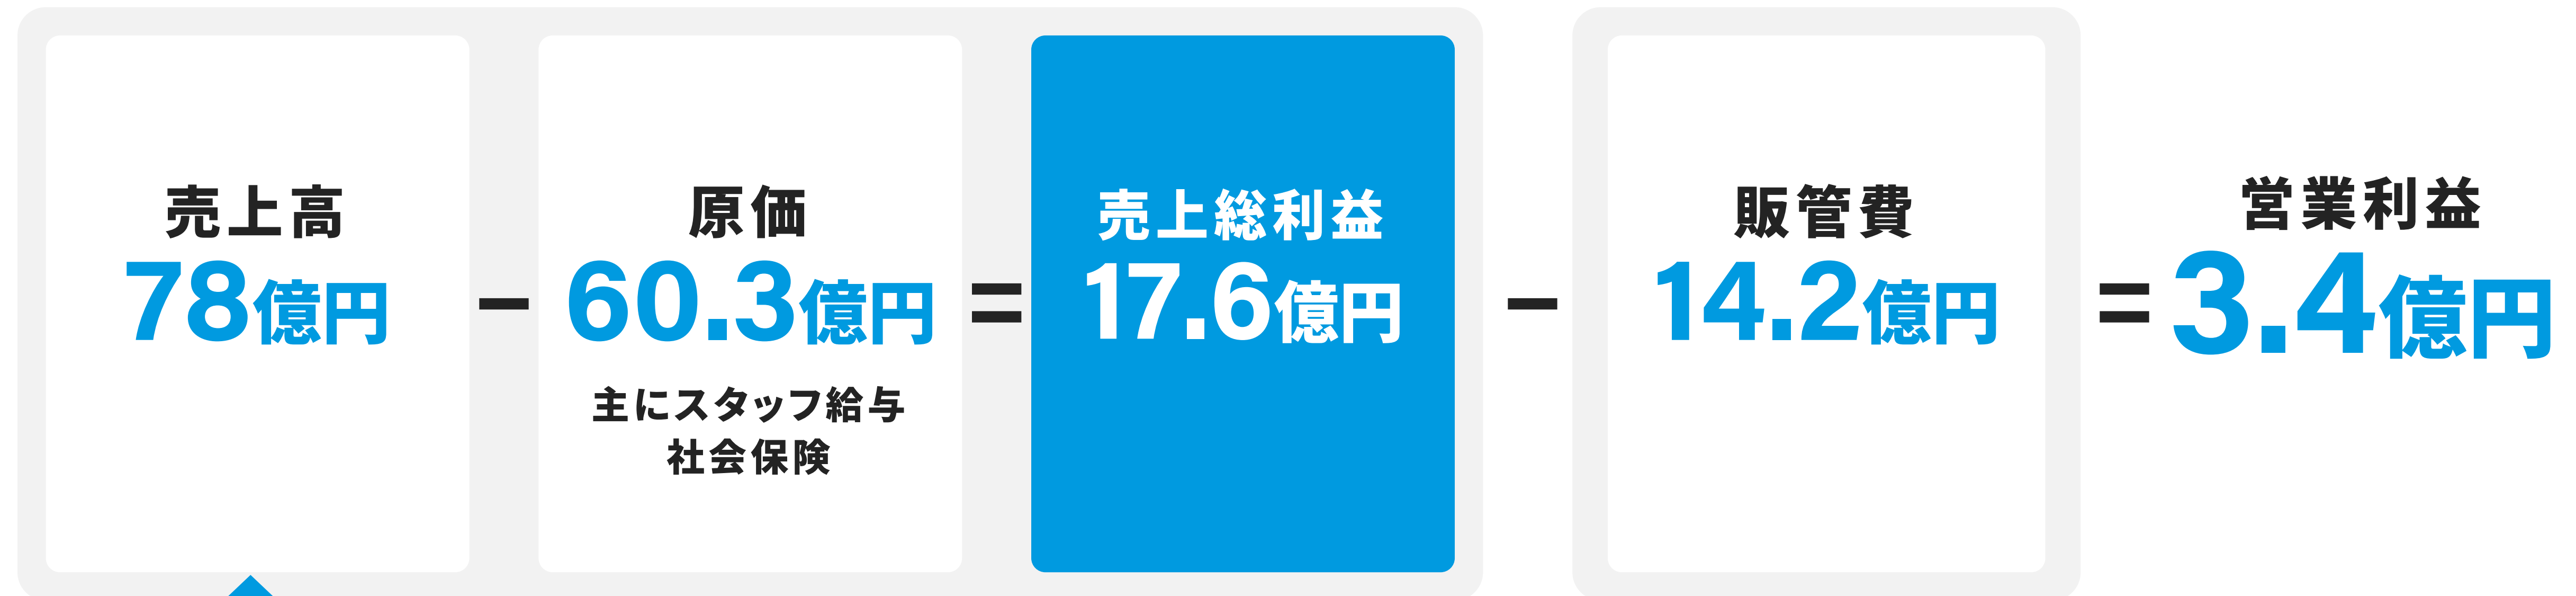 売上高
78億円
−
原価
60.3億円
主にスタッフ給与
社会保険
=
売上総利益
17.6億円
−
販管費
14.2億円
=
営業利益
3.4億円